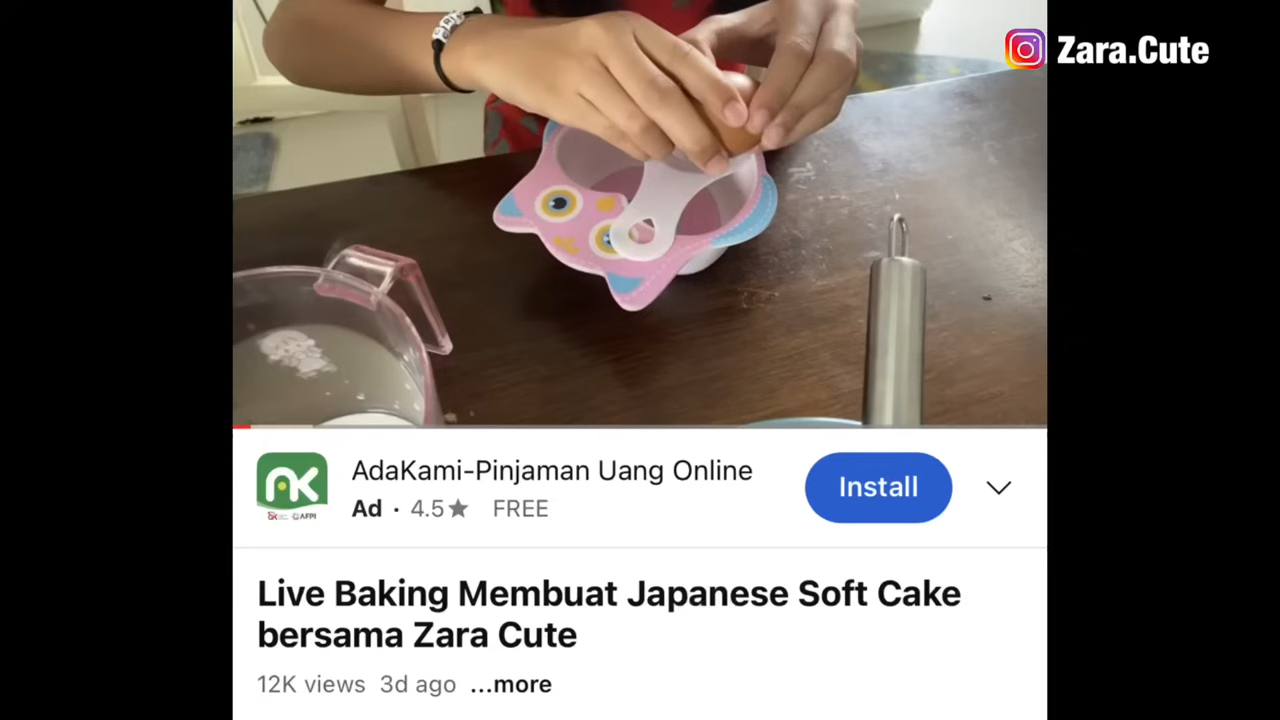 Zara.Cute
AdaKami-Pinjaman Uang Online
Install
Ad · 4.5★ FREE
AFPI
Live Baking Membuat Japanese Soft Cake
bersama Zara Cute
12K views 3d ago ...more